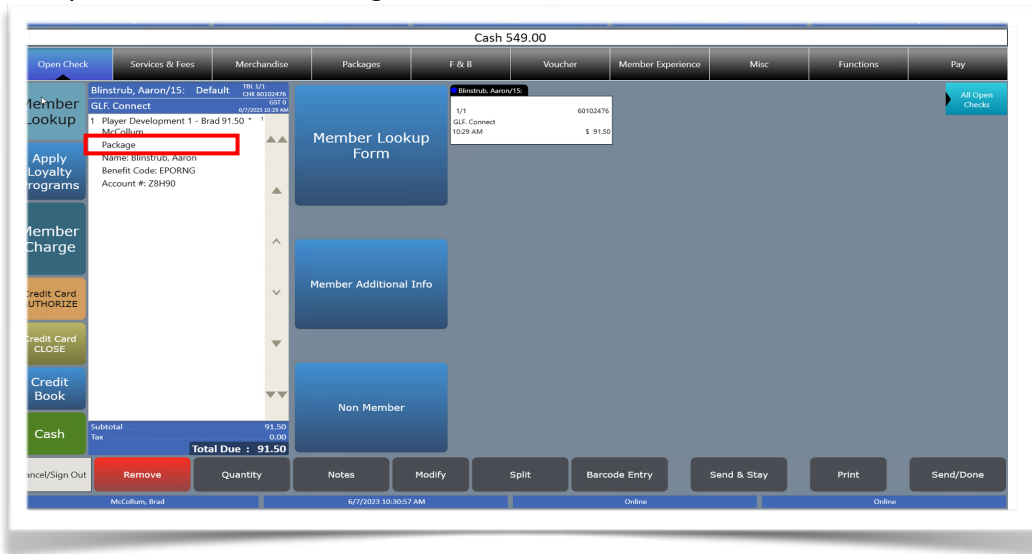 Cash 549.00
Open Check
Services & Fees
Merchandise
Packages
F & B
Voucher
Member Experience
Misc
Functions
Pay
Member
Lookup
Apply
Loyalty
Programs
Member
Charge
Credit Card
AUTHORIZE
Credit Card
CLOSE
Credit
Book
Cash
Blinstrub, Aaron/15: Default
TBL 1/1
CHK 60102476
GLF. Connect
GST 0
6/7/2023 10:29 AM
1 Player Development 1 - Brad 91.50 * 1
McCollum
Package
Name: Blinstrub, Aaron
Benefit Code: EPORNG
Account #: Z8H90
Subtotal 91.50
Tax 0.00
Total Due : 91.50
Member Lookup
Form
Member Additional Info
Non Member
Blinstrub. Aaron/15:
1/1 60102476
GLF. Connect
10:29 AM $ 91.50
All Open
Checks
ancel/Sign Out
Remove
Quantity
Notes
Modify
Split
Barcode Entry
Send & Stay
Print
Send/Done
McCollum, Brad
6/7/2023 10:30:57 AM
Online
Online